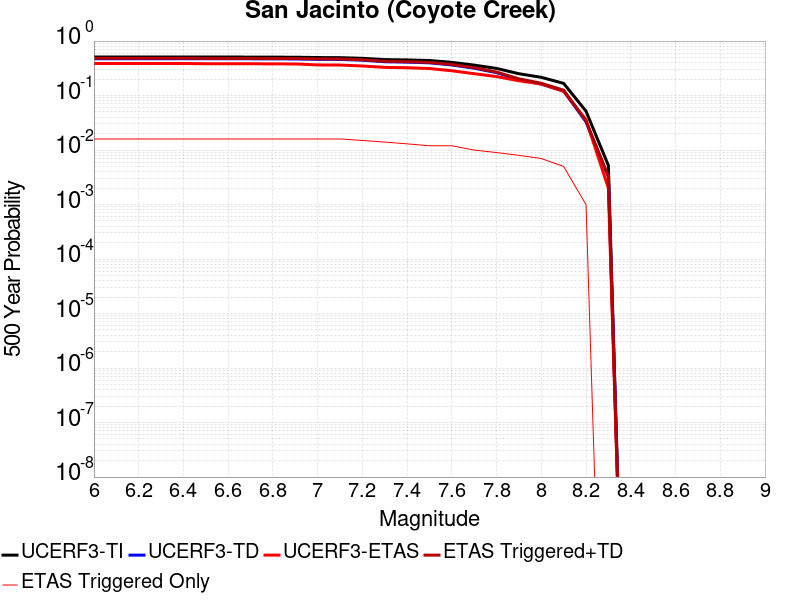 San Jacinto (Coyote Creek)
10^0
10^-1
10^-2
10^-3
10^-4
10^-5
10^-6
10^-7
10^-8
500 Year Probability
6 6.2 6.4 6.6 6.8 7 7.2 7.4 7.6 7.8 8 8.2 8.4 8.6 8.8 9
Magnitude
UCERF3-TI UCERF3-TD UCERF3-ETAS ETAS Triggered+TD
ETAS Triggered Only